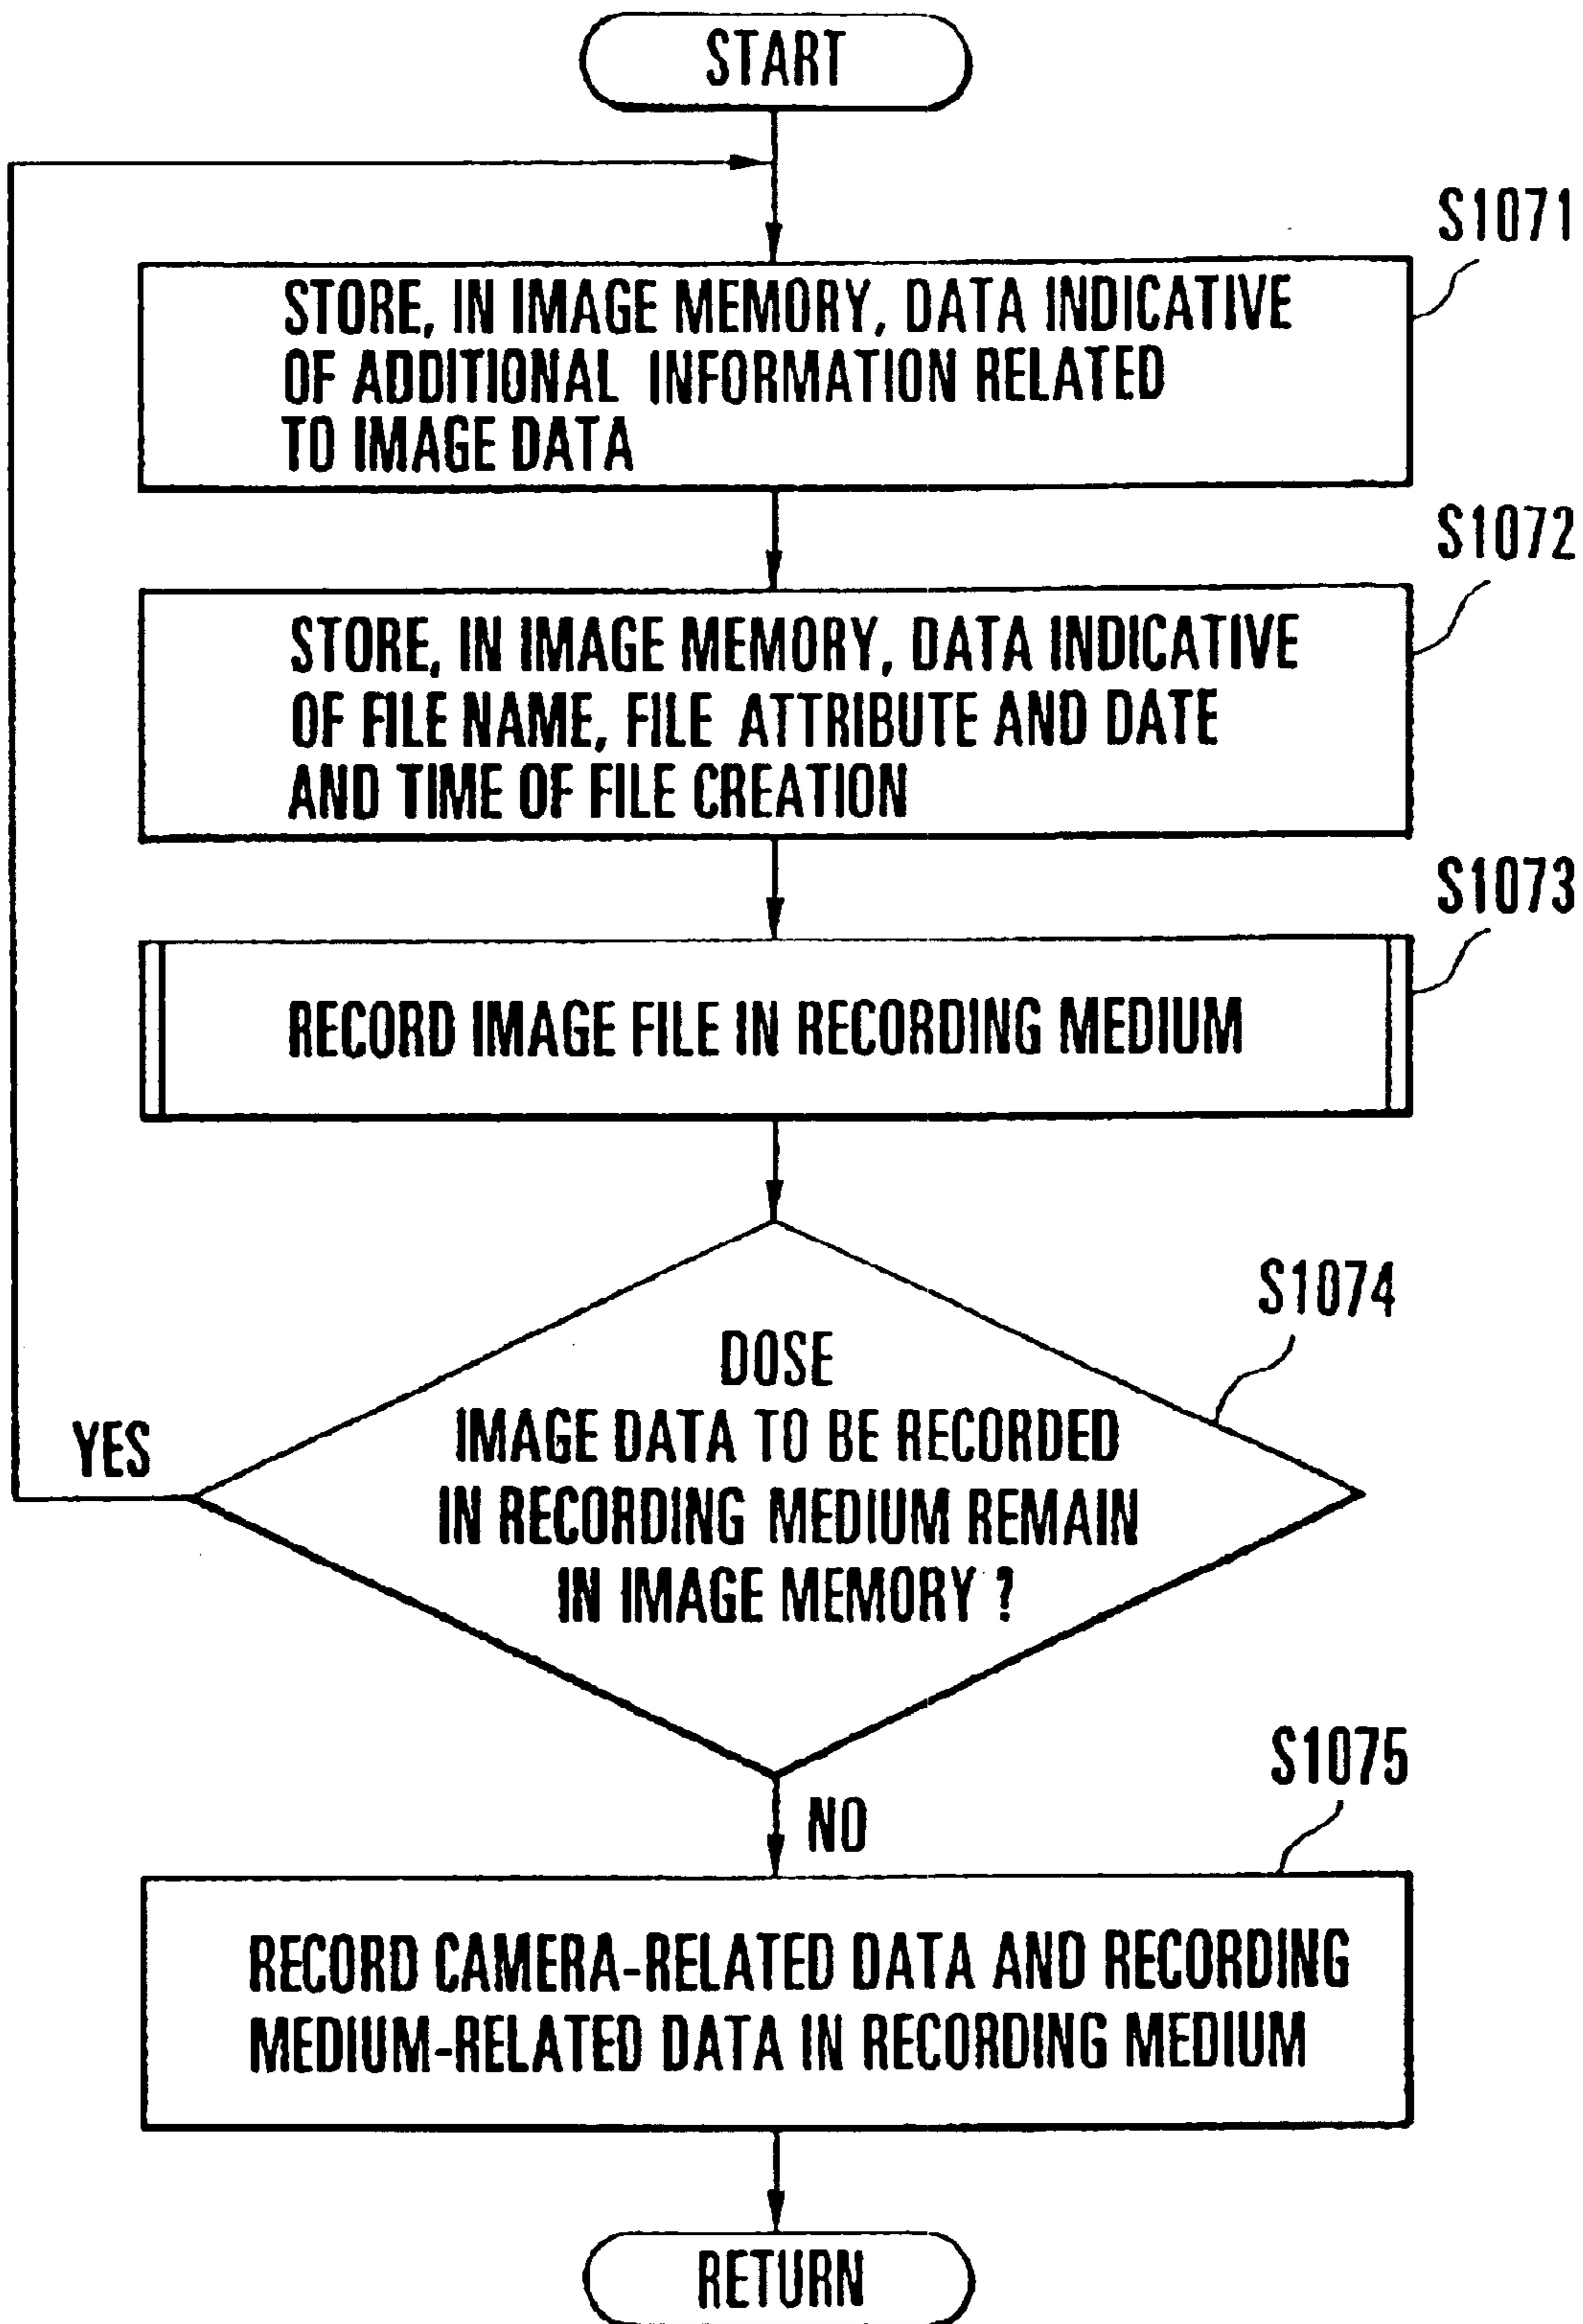 START
S1071
STORE, IN IMAGE MEMORY, DATA INDICATIVE
OF ADDITIONAL INFORMATION RELATED
TO IMAGE DATA
S1072
STORE, IN IMAGE MEMORY, DATA INDICATIVE
OF FILE NAME, FILE ATTRIBUTE AND DATE
AND TIME OF FILE CREATION
S1073
RECORD IMAGE FILE IN RECORDING MEDIUM
S1074
DOSE
IMAGE DATA TO BE RECORDED
IN RECORDING MEDIUM REMAIN
IN IMAGE MEMORY ?
YES
NO
S1075
RECORD CAMERA-RELATED DATA AND RECORDING
MEDIUM-RELATED DATA IN RECORDING MEDIUM
RETURN